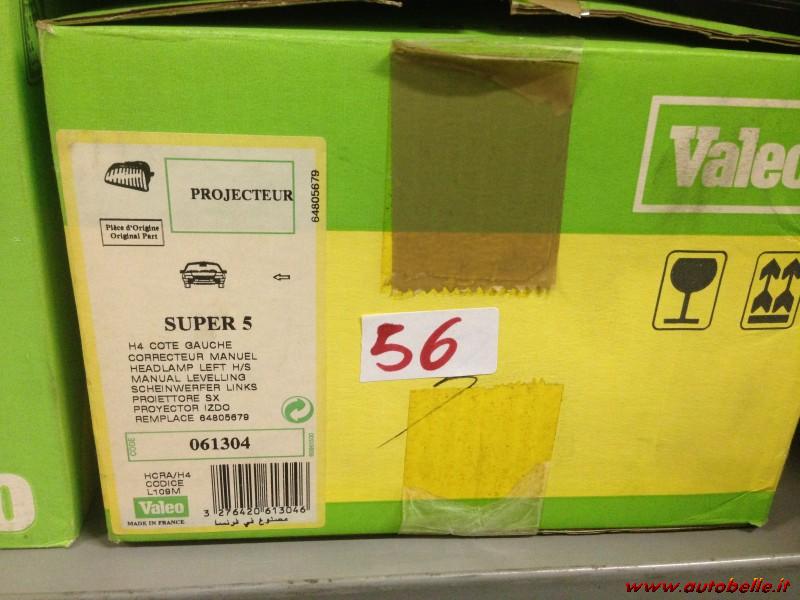 PROJECTEUR
64805679
Pièce d'Origine
Original Part
SUPER 5
H4 COTE GAUCHE
CORRECTEUR MANUEL
HEADLAMP LEFT H/S
MANUAL LEVELLING
SCHEINWERFER LINKS
PROIETTORE SX
PROYECTOR IZDO
REMPLACE 64805679
CODE
061304
HCRA/H4
CODICE
L109M
Valeo
MADE IN FRANCE
3 276420 613046
مصنوع في فرنسا
56
Valeo
www.autobelle.it